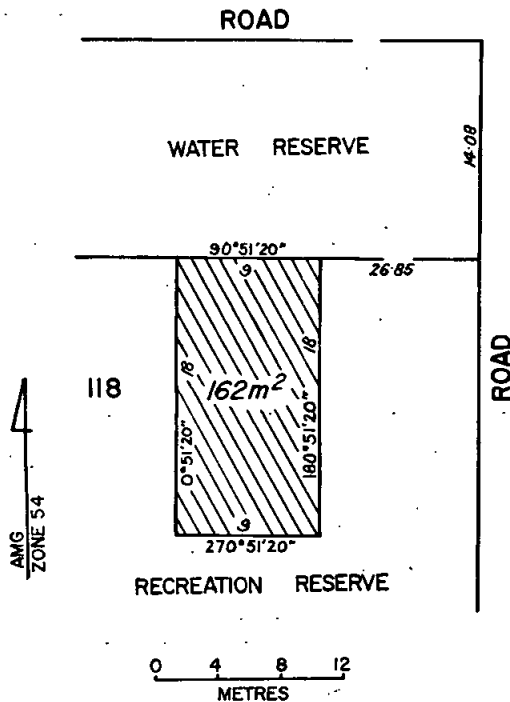 ROAD
WATER RESERVE
14·08
90°51'20"
9
26·85
18
18
118
162m²
ROAD
0°51'20"
180°51'20"
AMG
ZONE 54
9
270°51'20"
RECREATION RESERVE
0 4 8 12
METRES